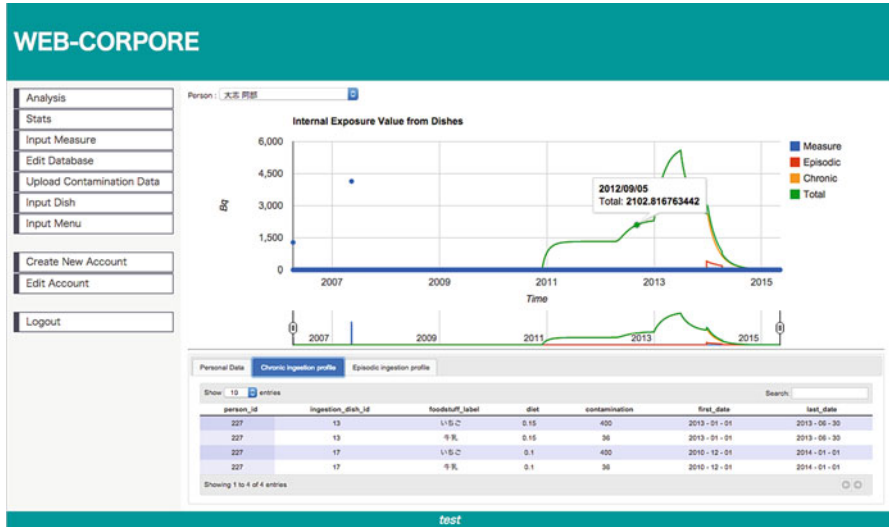 WEB-CORPORE
Analysis
Stats
Input Measure
Edit Database
Upload Contamination Data
Input Dish
Input Menu
Create New Account
Edit Account
Logout
Person : 大志 阿部
Internal Exposure Value from Dishes
6,000
4,500
3,000
1,500
0
Bq
2012/09/05
Total: 2102.816763442
Measure
Episodic
Chronic
Total
2007 2009 2011 2013 2015
Time
2007 2009 2011 2013 2015
Personal Data Chronic ingestion profile Episodic ingestion profile
Show 10 entries Search:
person_id ingestion_dish_id foodstuff_label diet contamination first_date last_date
227 13 いちご 0.15 400 2013 - 01 - 01 2013 - 06 - 30
227 13 牛乳 0.15 36 2013 - 01 - 01 2013 - 06 - 30
227 17 いちご 0.1 400 2010 - 12 - 01 2014 - 01 - 01
227 17 牛乳 0.1 36 2010 - 12 - 01 2014 - 01 - 01
Showing 1 to 4 of 4 entries
test